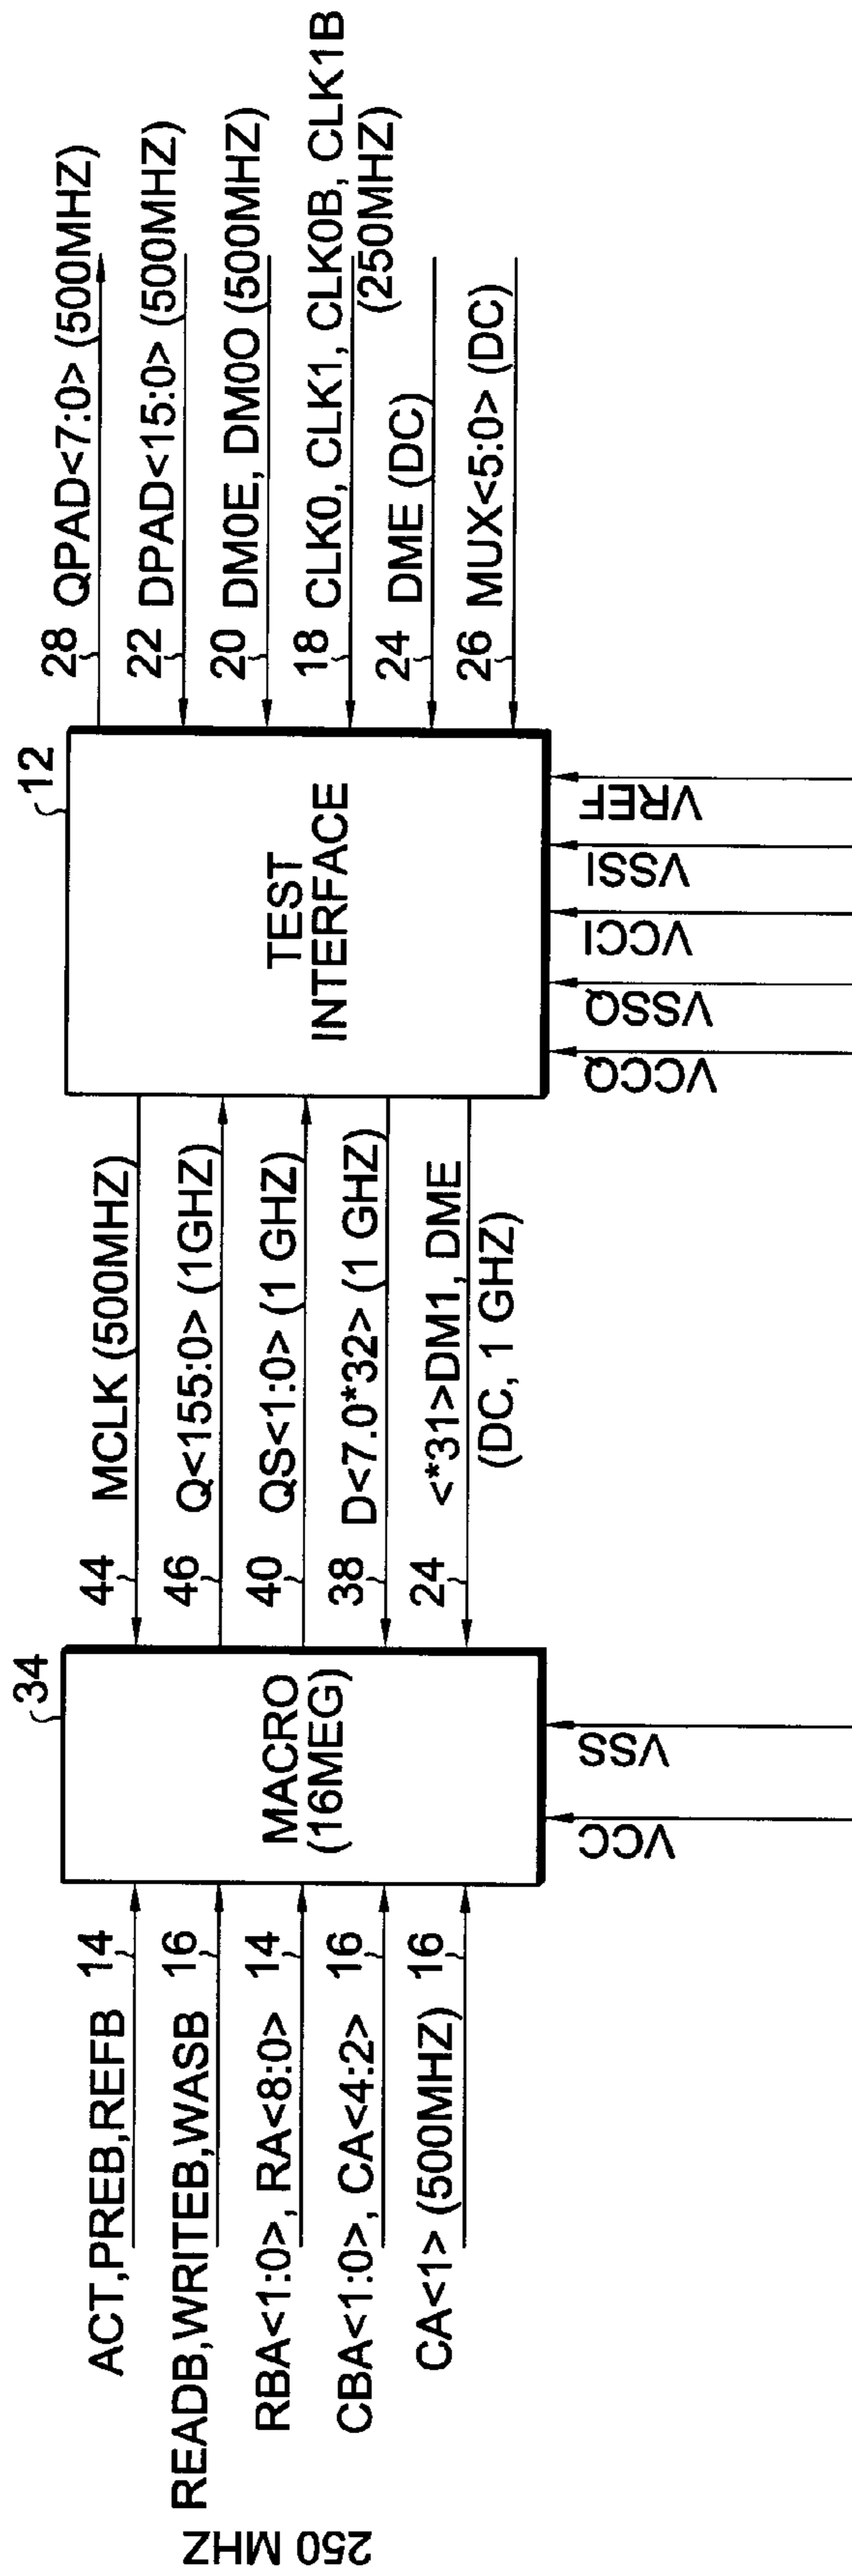 250 MHZ
ACT,PREB,REFB 14
READB,WRITEB,WASB 16
RBA<1:0>, RA<8:0> 14
CBA<1:0>, CA<4:2> 16
CA<1> (500MHZ) 16
34
MACRO
(16MEG)
VCC
VSS
44 MCLK (500MHZ)
46 Q<155:0> (1GHZ)
40 QS<1:0> (1 GHZ)
38 D<7.0*32> (1 GHZ)
24 <*31>DM1, DME
(DC, 1 GHZ)
12
TEST
INTERFACE
VCCQ
VSSQ
VCCI
VSSI
VREF
28 QPAD<7:0> (500MHZ)
22 DPAD<15:0> (500MHZ)
20 DM0E, DM0O (500MHZ)
18 CLK0, CLK1, CLK0B, CLK1B
(250MHZ)
24 DME (DC)
26 MUX<5:0> (DC)